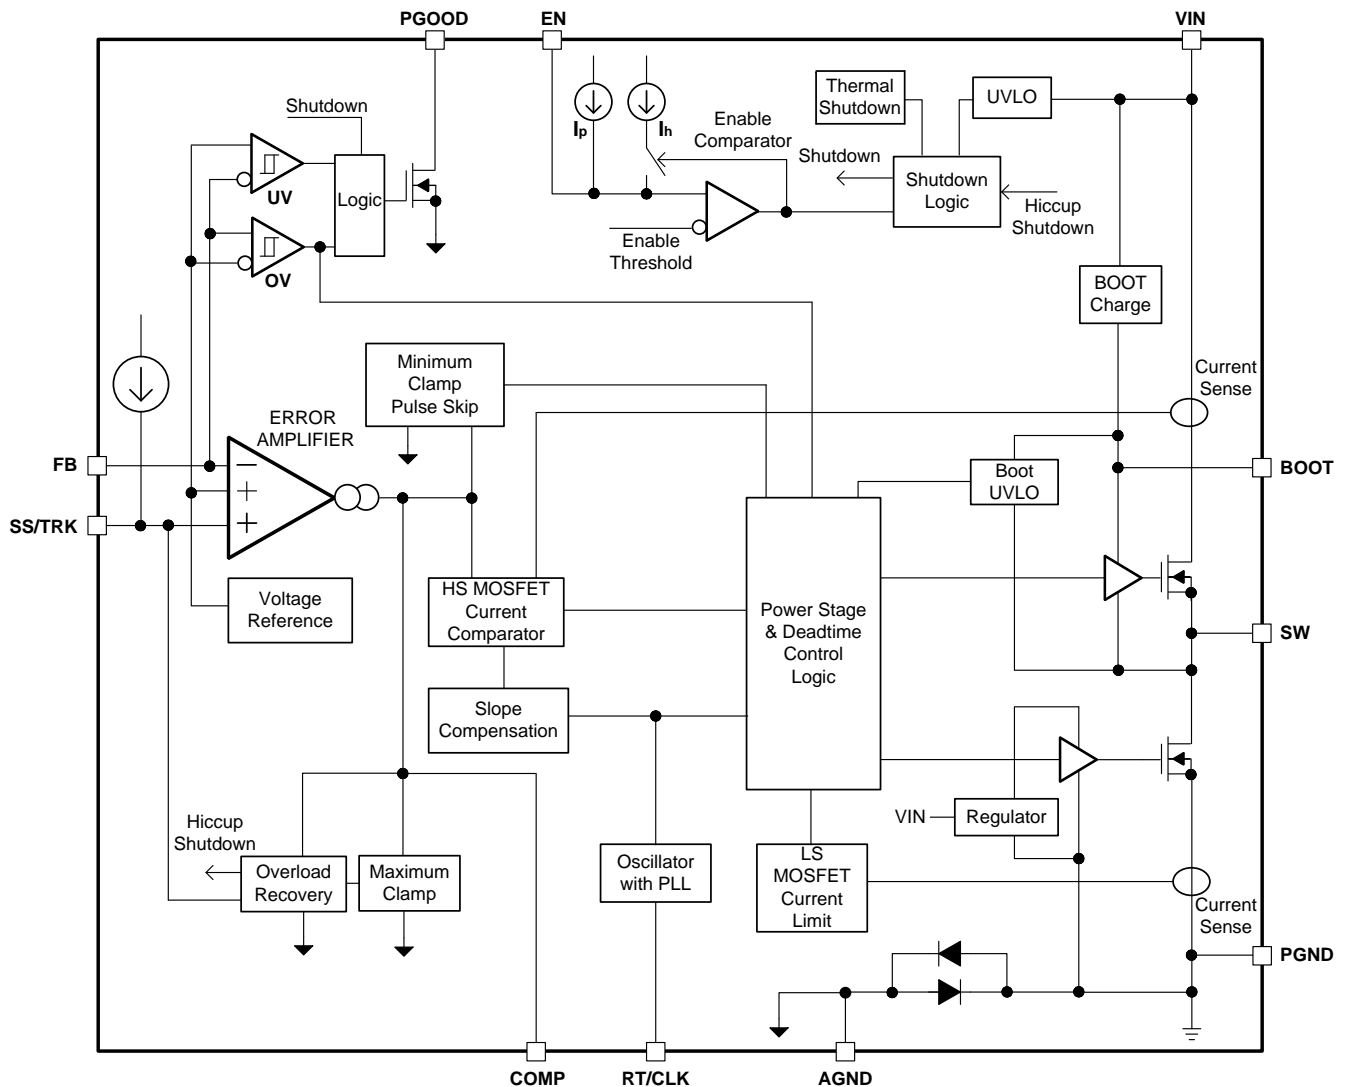 PGOOD
EN
VIN
Shutdown
UV
OV
Logic
Ip
Ih
Enable
Comparator
Enable
Threshold
Thermal
Shutdown
UVLO
Shutdown
Shutdown
Logic
Hiccup
Shutdown
BOOT
Charge
Current
Sense
Minimum
Clamp
Pulse Skip
ERROR
AMPLIFIER
FB
SS/TRK
−
+
+
Voltage
Reference
HS MOSFET
Current
Comparator
Slope
Compensation
Power Stage
& Deadtime
Control
Logic
Boot
UVLO
BOOT
SW
VIN
Regulator
Hiccup
Shutdown
Overload
Recovery
Maximum
Clamp
Oscillator
with PLL
LS
MOSFET
Current
Limit
Current
Sense
PGND
COMP
RT/CLK
AGND